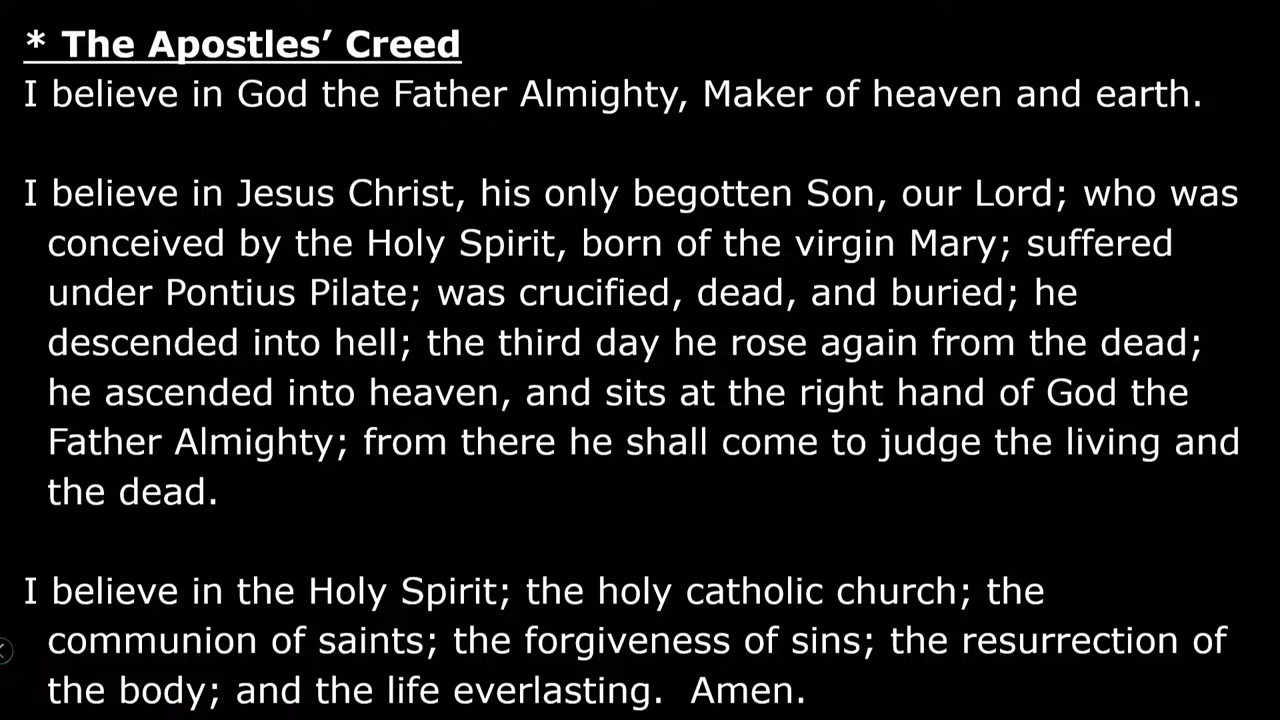 * The Apostles’ Creed
I believe in God the Father Almighty, Maker of heaven and earth.
I believe in Jesus Christ, his only begotten Son, our Lord; who was
conceived by the Holy Spirit, born of the virgin Mary; suffered
under Pontius Pilate; was crucified, dead, and buried; he
descended into hell; the third day he rose again from the dead;
he ascended into heaven, and sits at the right hand of God the
Father Almighty; from there he shall come to judge the living and
the dead.
I believe in the Holy Spirit; the holy catholic church; the
communion of saints; the forgiveness of sins; the resurrection of
the body; and the life everlasting.  Amen.